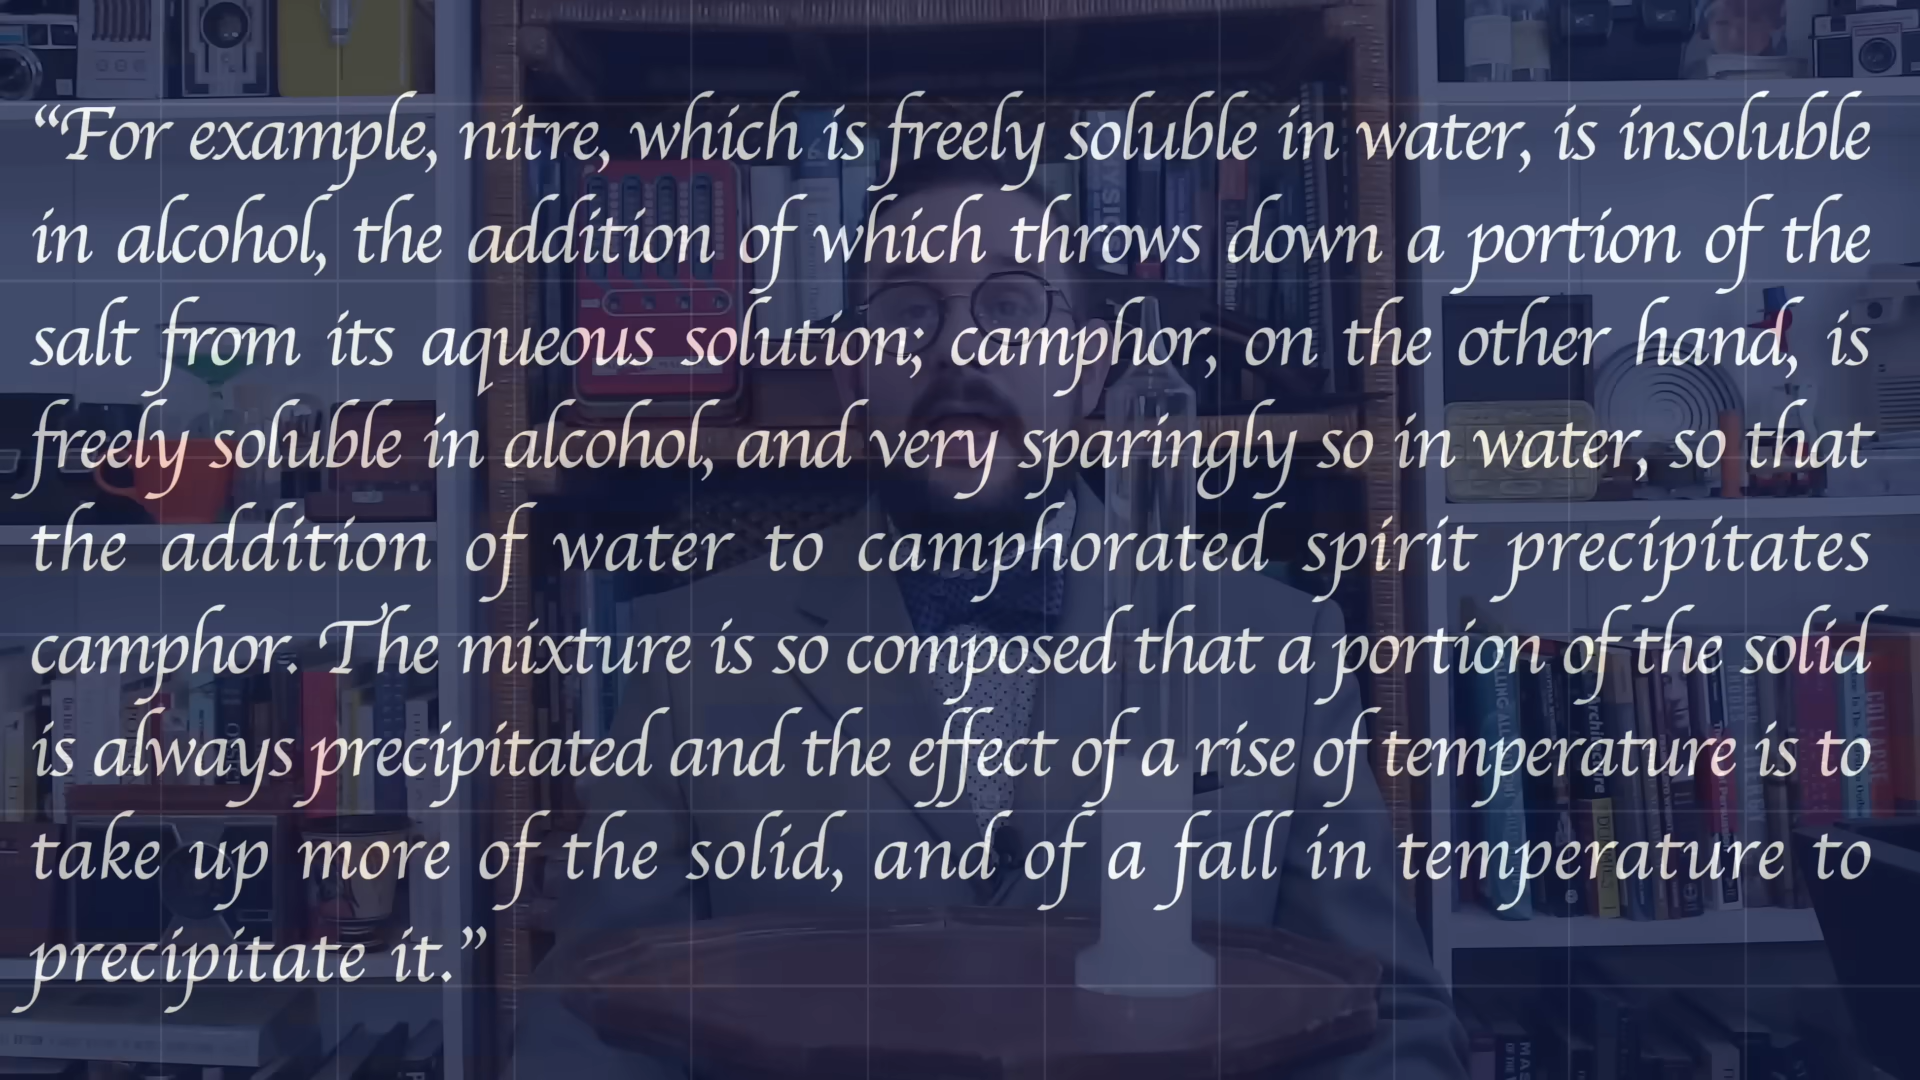 “For example, nitre, which is freely soluble in water, is insoluble
in alcohol, the addition of which throws down a portion of the
salt from its aqueous solution; camphor, on the other hand, is
freely soluble in alcohol, and very sparingly so in water, so that
the addition of water to camphorated spirit precipitates
camphor. The mixture is so composed that a portion of the solid
is always precipitated and the effect of a rise of temperature is to
take up more of the solid, and of a fall in temperature to
precipitate it.”